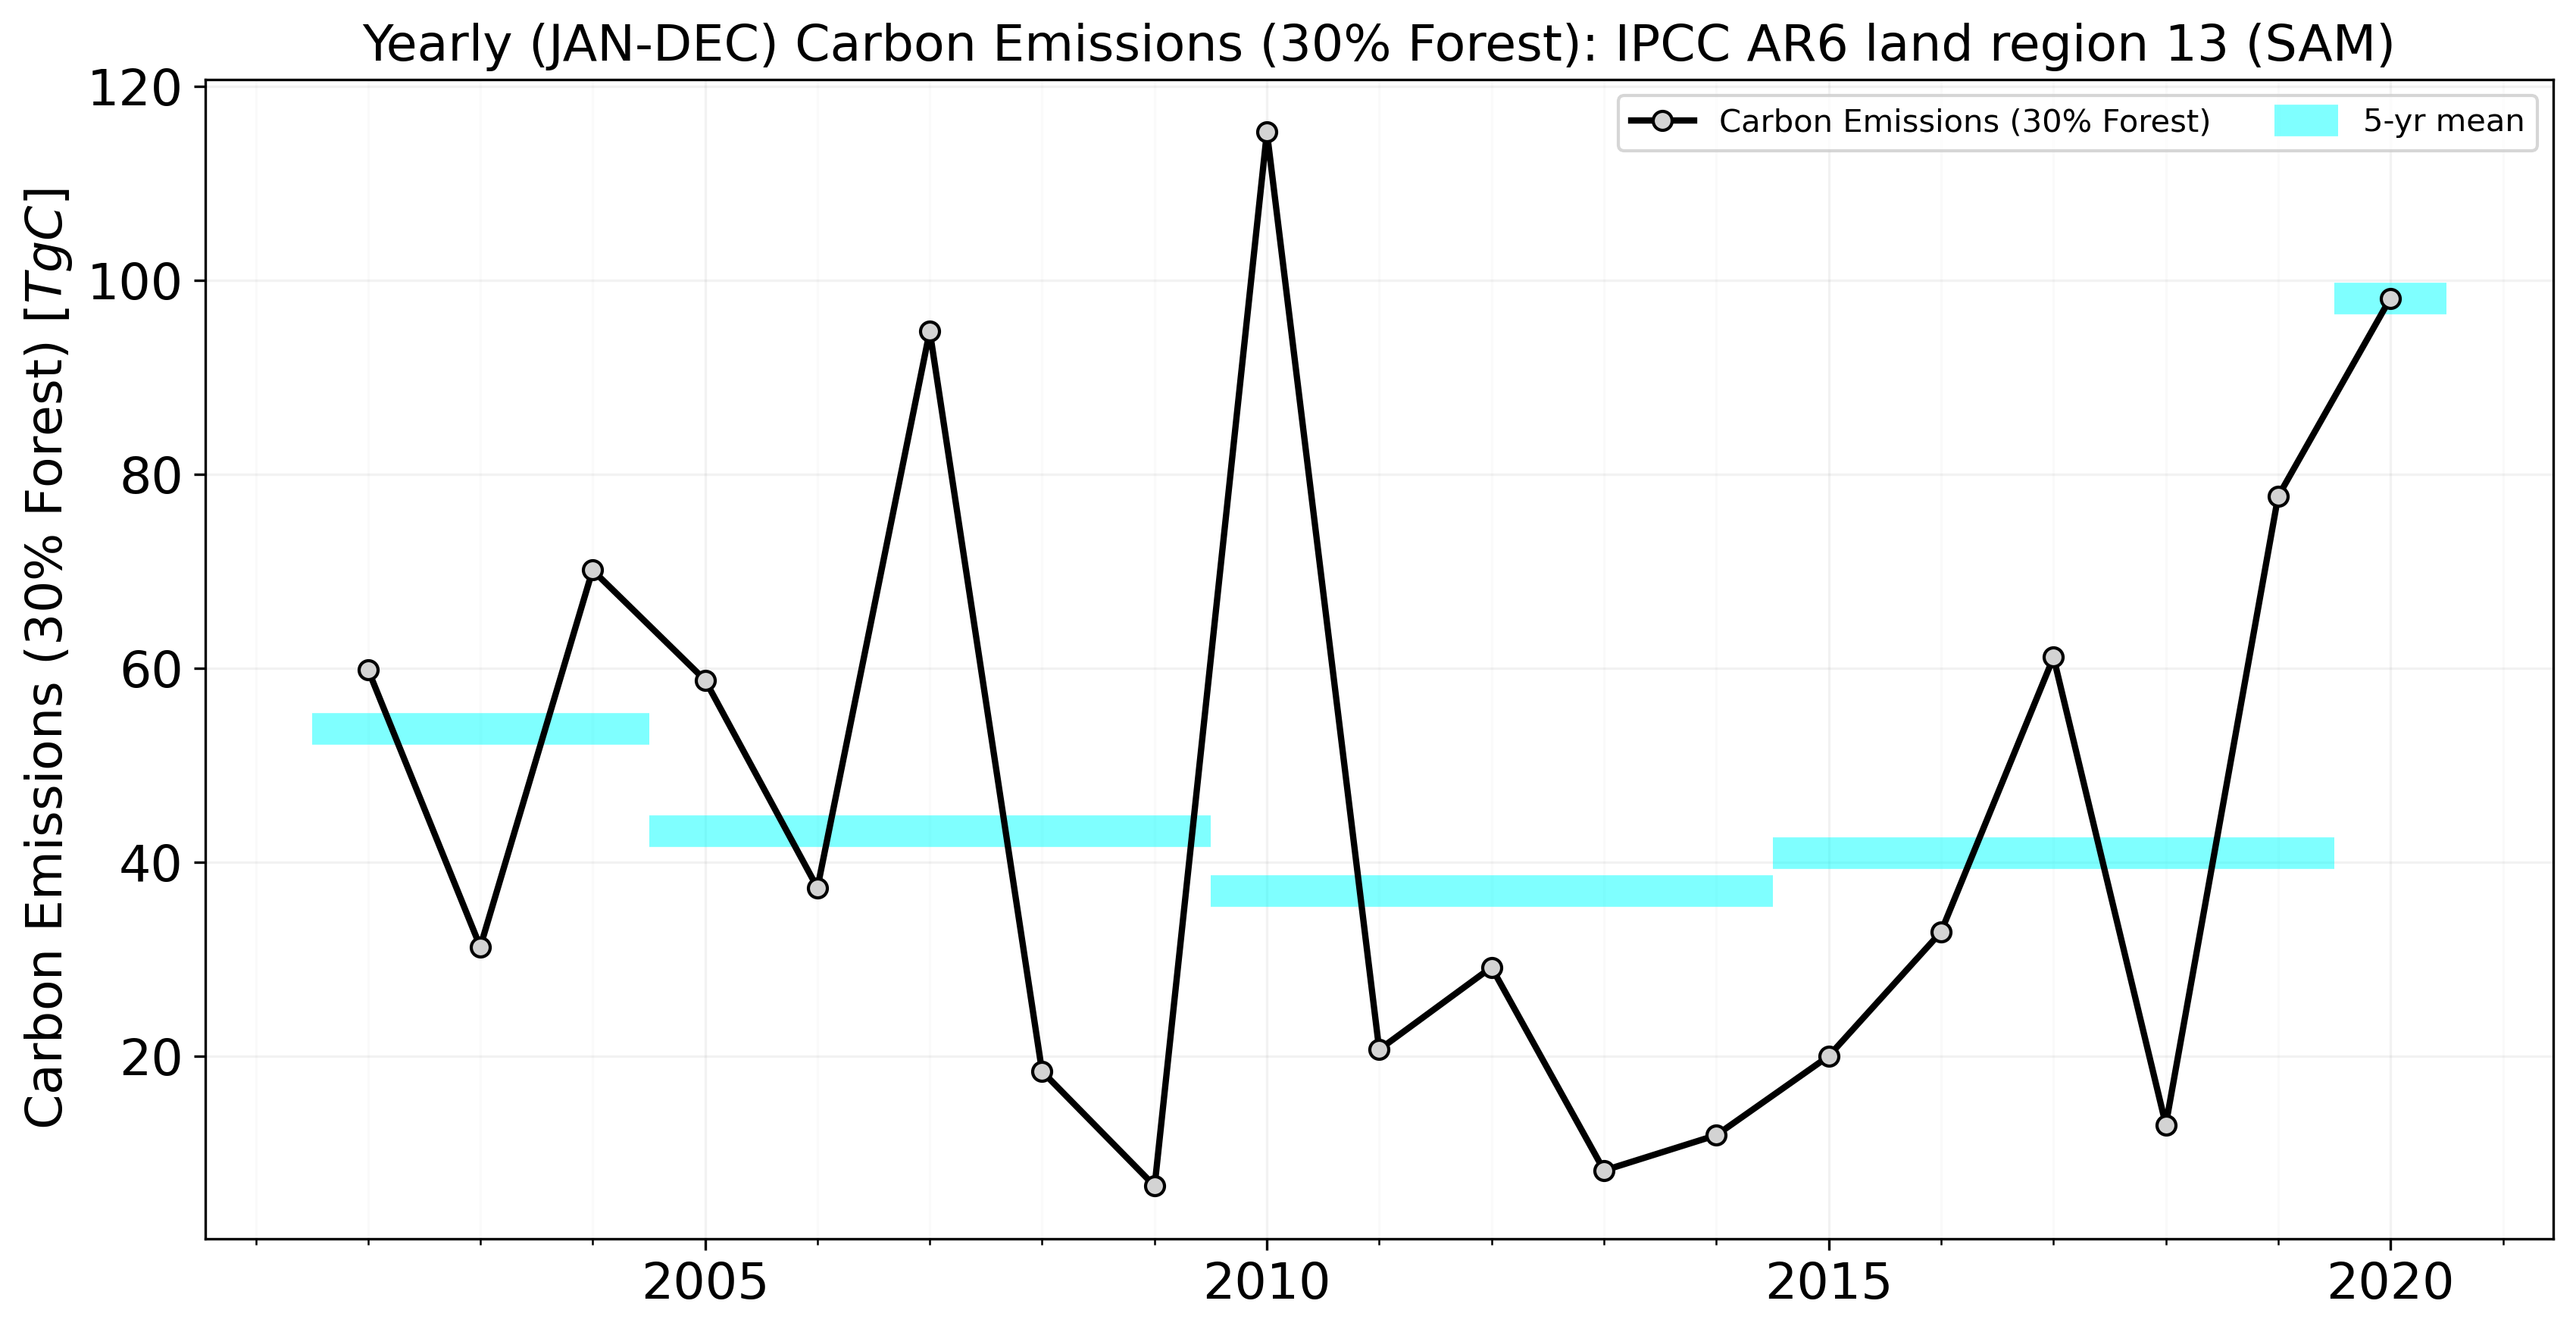 Yearly (JAN-DEC) Carbon Emissions (30% Forest): IPCC AR6 land region 13 (SAM)
Carbon Emissions (30% Forest)
5-yr mean
Carbon Emissions (30% Forest) [TgC]
120
100
80
60
40
20
2005
2010
2015
2020